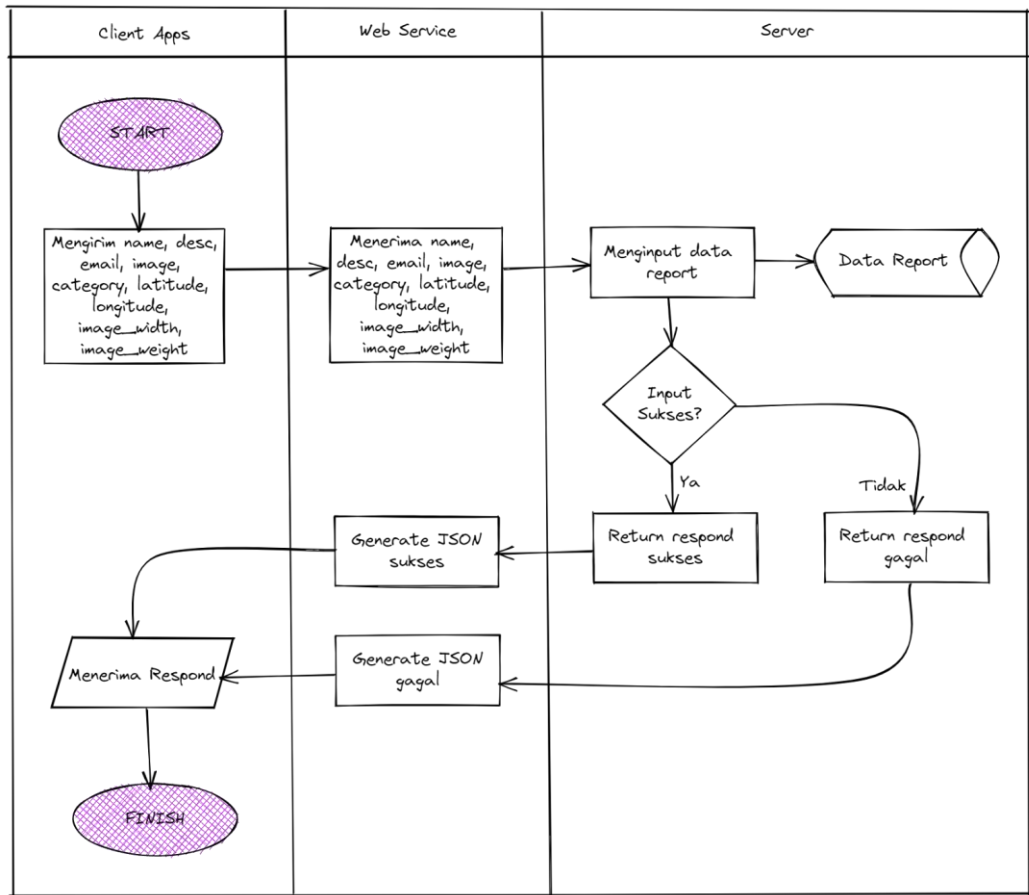 Client Apps
Web Service
Server
START
Mengirim name, desc,
email, image,
category, latitude,
longitude,
image_width,
image_weight
Menerima name,
desc, email, image,
category, latitude,
longitude,
image_width,
image_weight
Menginput data
report
Data Report
Input
Sukses?
Ya
Tidak
Generate JSON
sukses
Return respond
sukses
Return respond
gagal
Menerima Respond
Generate JSON
gagal
FINISH